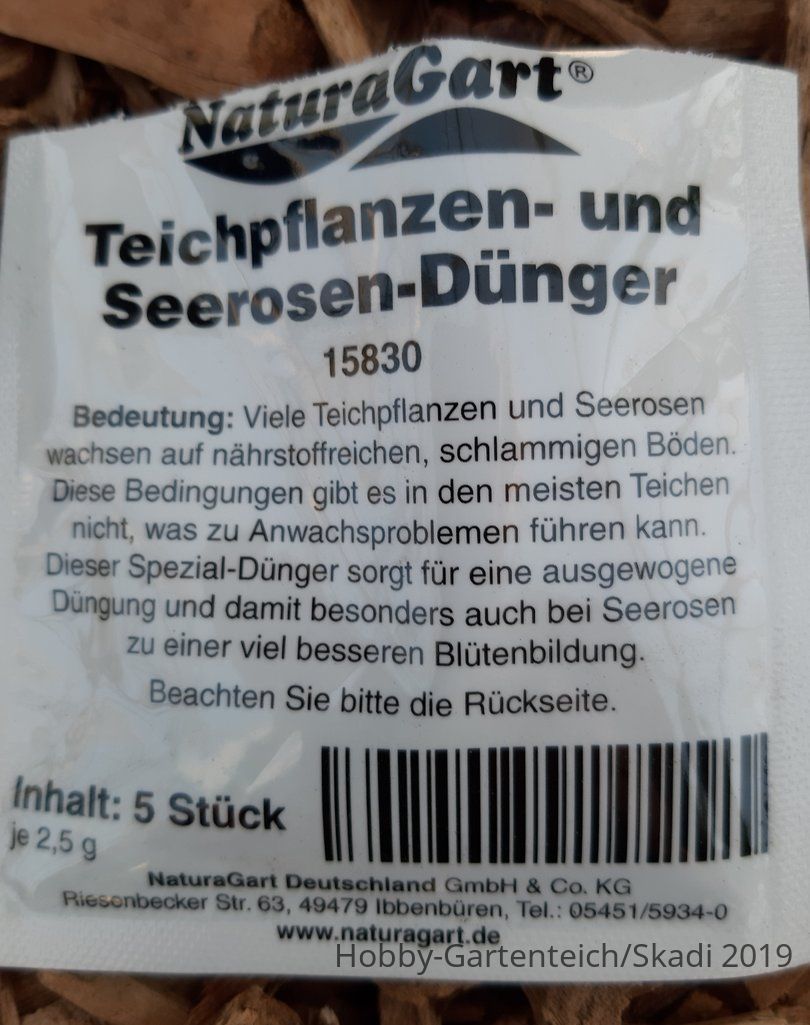 NaturaGart®
Teichpflanzen- und
Seerosen-Dünger
15830
Bedeutung: Viele Teichpflanzen und Seerosen
wachsen auf nährstoffreichen, schlammigen Böden.
Diese Bedingungen gibt es in den meisten Teichen
nicht, was zu Anwachsproblemen führen kann.
Dieser Spezial-Dünger sorgt für eine ausgewogene
Düngung und damit besonders auch bei Seerosen
zu einer viel besseren Blütenbildung.
Beachten Sie bitte die Rückseite.
Inhalt: 5 Stück
je 2,5 g
NaturaGart Deutschland GmbH & Co. KG
Riesenbecker Str. 63, 49479 Ibbenbüren, Tel.: 05451/5934-0
www.naturagart.de
Hobby-Gartenteich/Skadi 2019